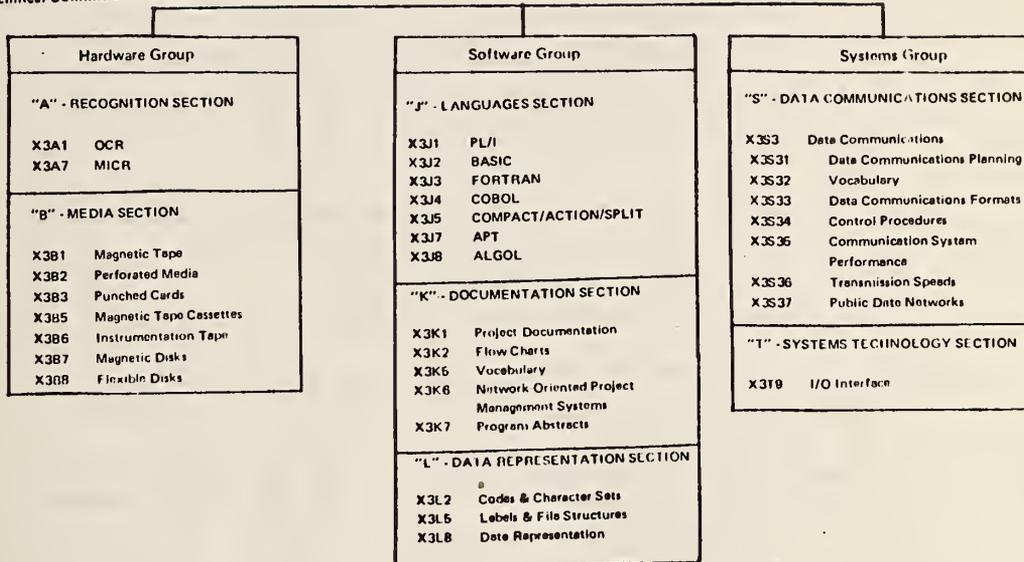 Hardware Group
"A" - RECOGNITION SECTION
X3A1 OCR
X3A7 MICR
"B" - MEDIA SECTION
X3B1 Magnetic Tape
X3B2 Perforated Media
X3B3 Punched Cards
X3B5 Magnetic Tape Cassettes
X3B6 Instrumentation Tape
X3B7 Magnetic Disks
X3B8 Flexible Disks
Software Group
"J" - LANGUAGES SECTION
X3J1 PL/I
X3J2 BASIC
X3J3 FORTRAN
X3J4 COBOL
X3J5 COMPACT/ACTION/SPLIT
X3J7 APT
X3J8 ALGOL
"K" - DOCUMENTATION SECTION
X3K1 Project Documentation
X3K2 Flow Charts
X3K5 Vocabulary
X3K6 Network Oriented Project
Management Systems
X3K7 Program Abstracts
"L" - DATA REPRESENTATION SECTION
X3L2 Codes & Character Sets
X3L5 Labels & File Structures
X3L8 Data Representation
Systems Group
"S" - DATA COMMUNICATIONS SECTION
X3S3 Data Communications
X3S31 Data Communications Planning
X3S32 Vocabulary
X3S33 Data Communications Formats
X3S34 Control Procedures
X3S35 Communication System
Performance
X3S36 Transmission Speeds
X3S37 Public Data Networks
"T" - SYSTEMS TECHNOLOGY SECTION
X3T9 I/O Interface